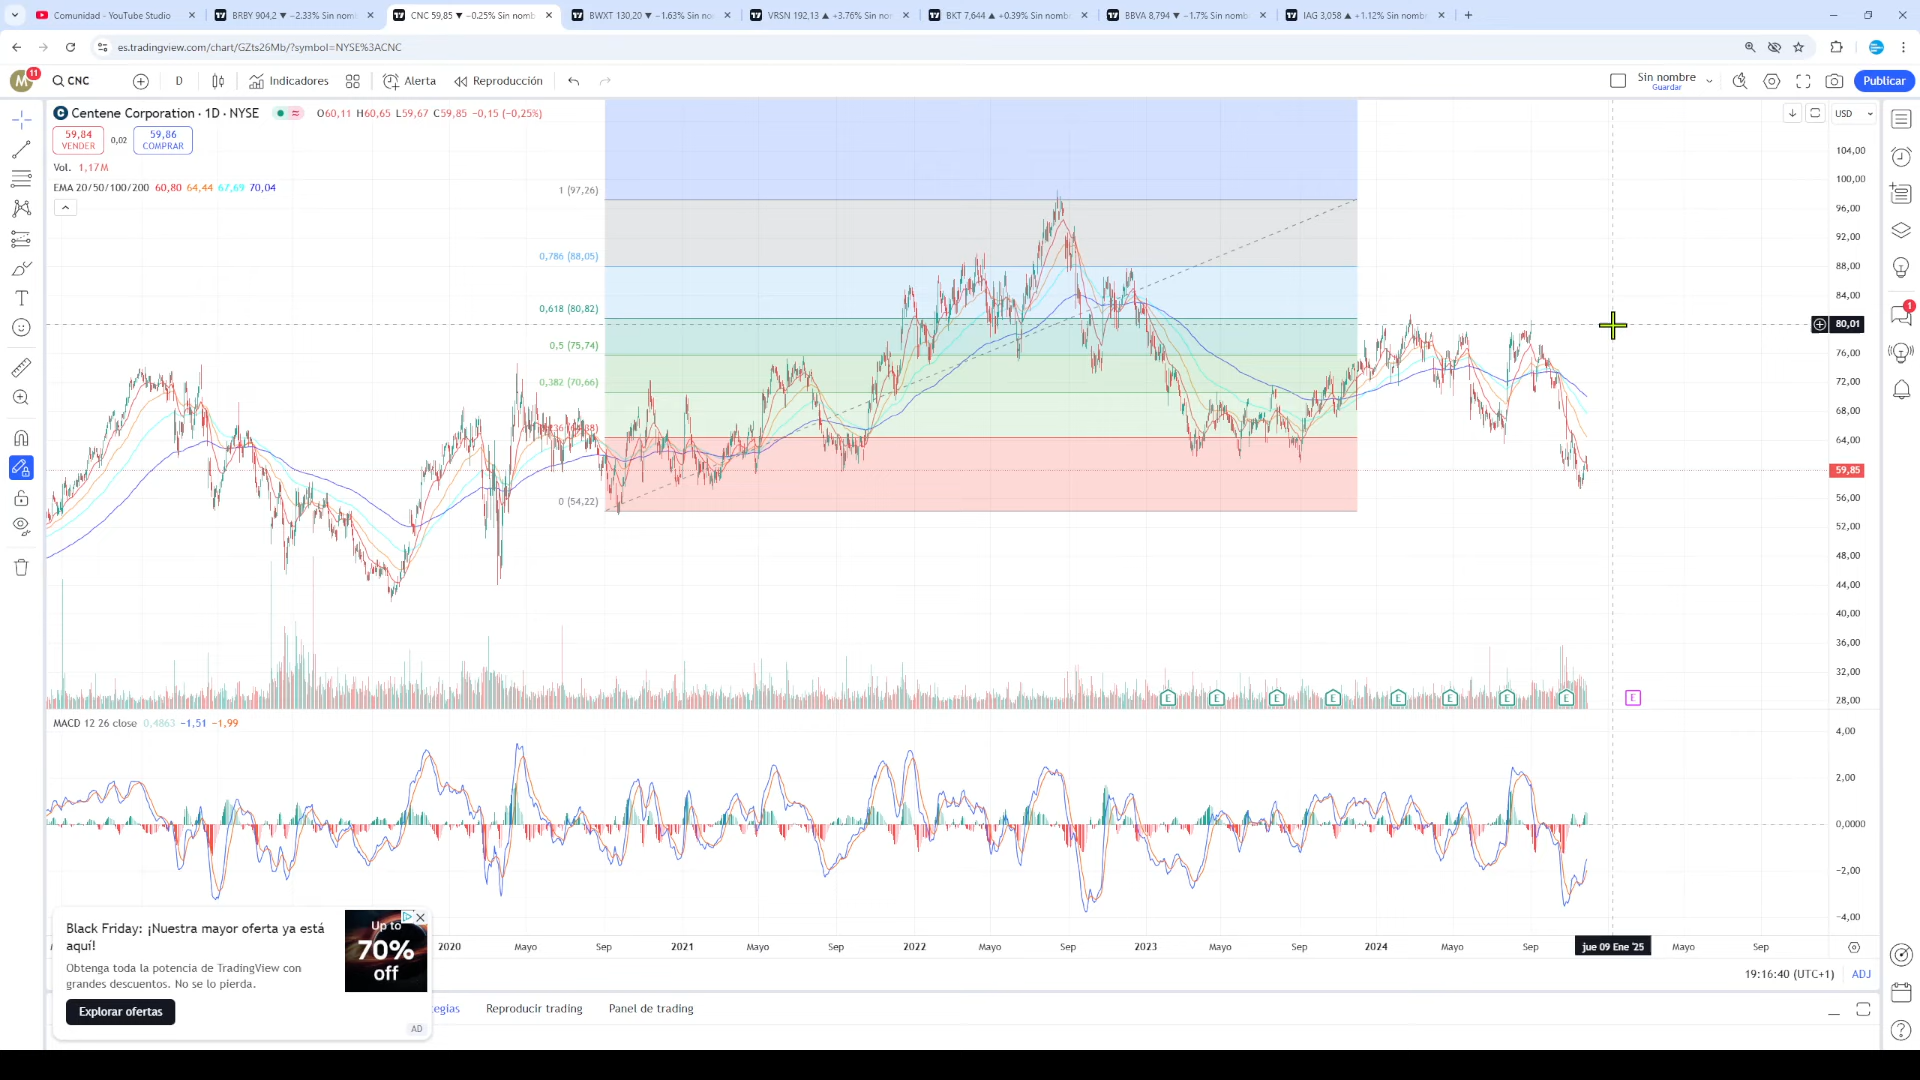 Comunidad - YouTube Studio
BRBY 904,2 ▼ −2.33% Sin nomb
CNC 59,85 ▼ −0.25% Sin nomb
BWXT 130,20 ▼ −1.63% Sin nomb
VRSN 192,13 ▲ +3.76% Sin nom
BKT 7,644 ▲ +0.39% Sin nomb
BBVA 8,794 ▼ −1.7% Sin nomb
IAG 3,058 ▲ +1.12% Sin nomb
es.tradingview.com/chart/GZts26Mb/?symbol=NYSE%3ACNC
M 11
CNC
D
Indicadores
Alerta
Reproducción
Sin nombre
Guardar
Publicar
Centene Corporation · 1D · NYSE
O60,11 H60,65 L59,67 C59,85 −0,15 (−0,25%)
USD
59,84
VENDER
0,02
59,86
COMPRAR
Vol. 1,17M
EMA 20/50/100/200 60,80 64,44 67,69 70,04
1 (97,26)
0,786 (88,05)
0,618 (80,82)
0,5 (75,74)
0,382 (70,66)
0 (54,22)
104,00
100,00
96,00
92,00
88,00
84,00
80,01
76,00
72,00
68,00
64,00
59,85
56,00
52,00
48,00
44,00
40,00
36,00
32,00
28,00
1
E E E E E E E E E
MACD 12 26 close 0,4863 −1,51 −1,99
4,00
2,00
0,0000
−2,00
−4,00
2020 Mayo Sep 2021 Mayo Sep 2022 Mayo Sep 2023 Mayo Sep 2024 Mayo Sep jue 09 Ene '25 Mayo Sep
19:16:40 (UTC+1) ADJ
tegias
Reproducir trading
Panel de trading
Black Friday: ¡Nuestra mayor oferta ya está
aquí!
Obtenga toda la potencia de TradingView con
grandes descuentos. No se lo pierda.
Explorar ofertas
Up to
70%
off
AD